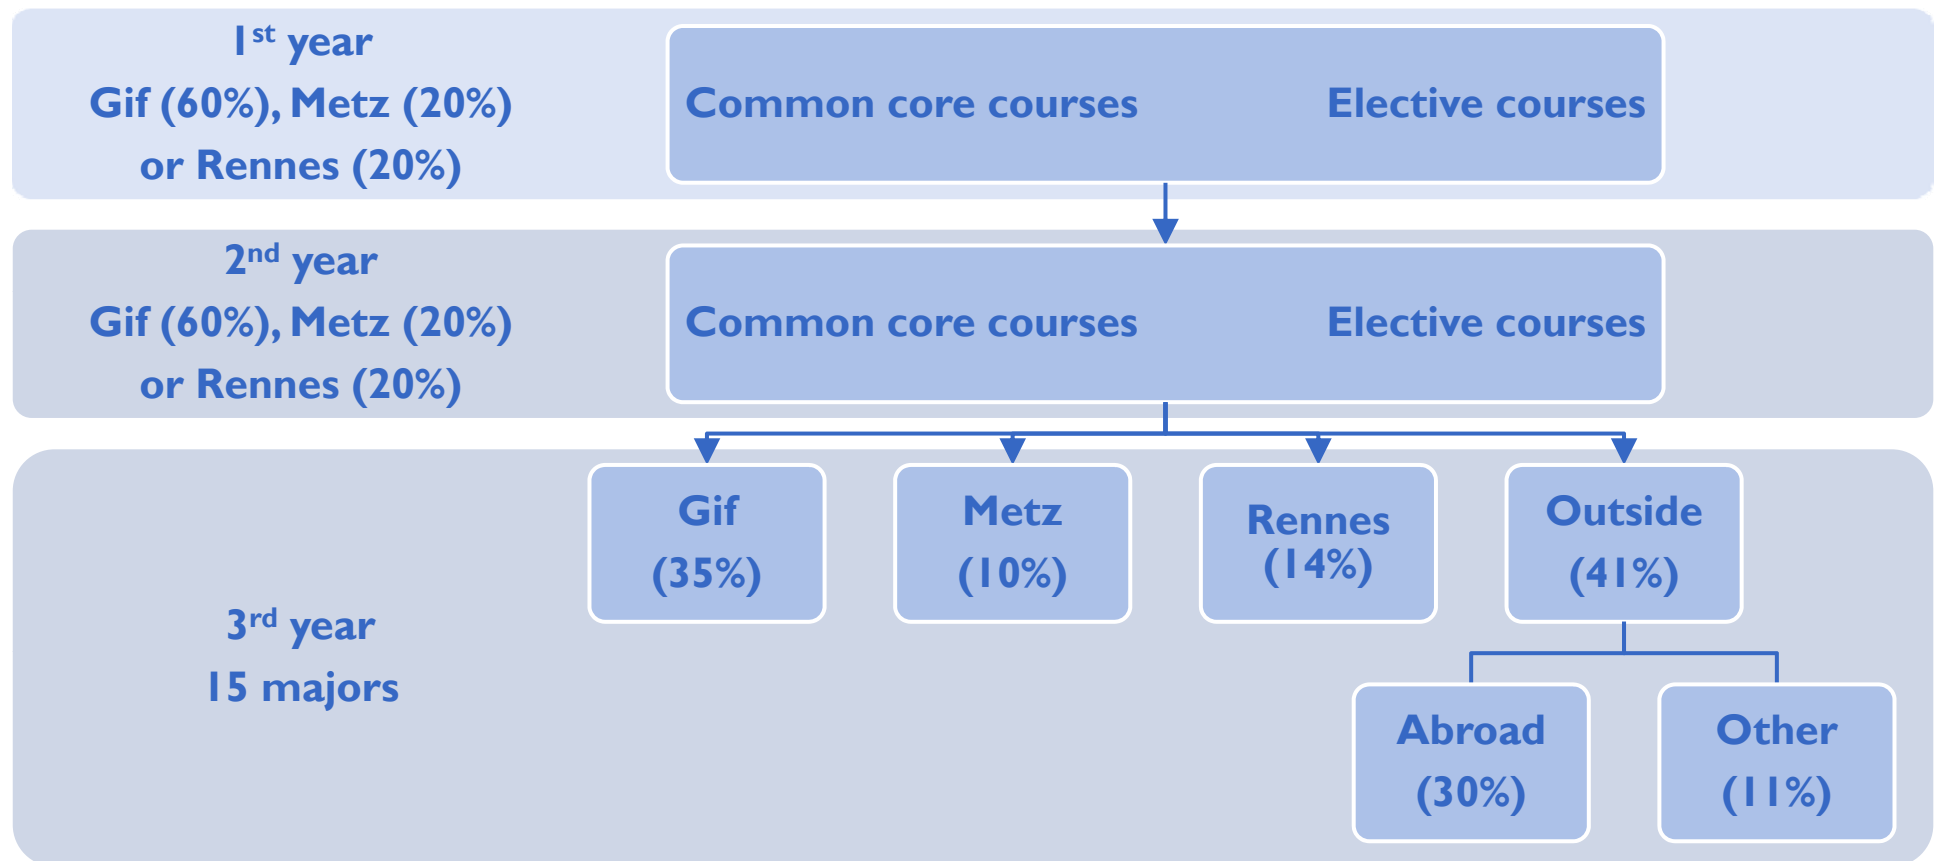 1st year
Gif (60%), Metz (20%)
or Rennes (20%)
Common core courses
Elective courses
2nd year
Gif (60%), Metz (20%)
or Rennes (20%)
Common core courses
Elective courses
3rd year
15 majors
Gif
(35%)
Metz
(10%)
Rennes
(14%)
Outside
(41%)
Abroad
(30%)
Other
(11%)